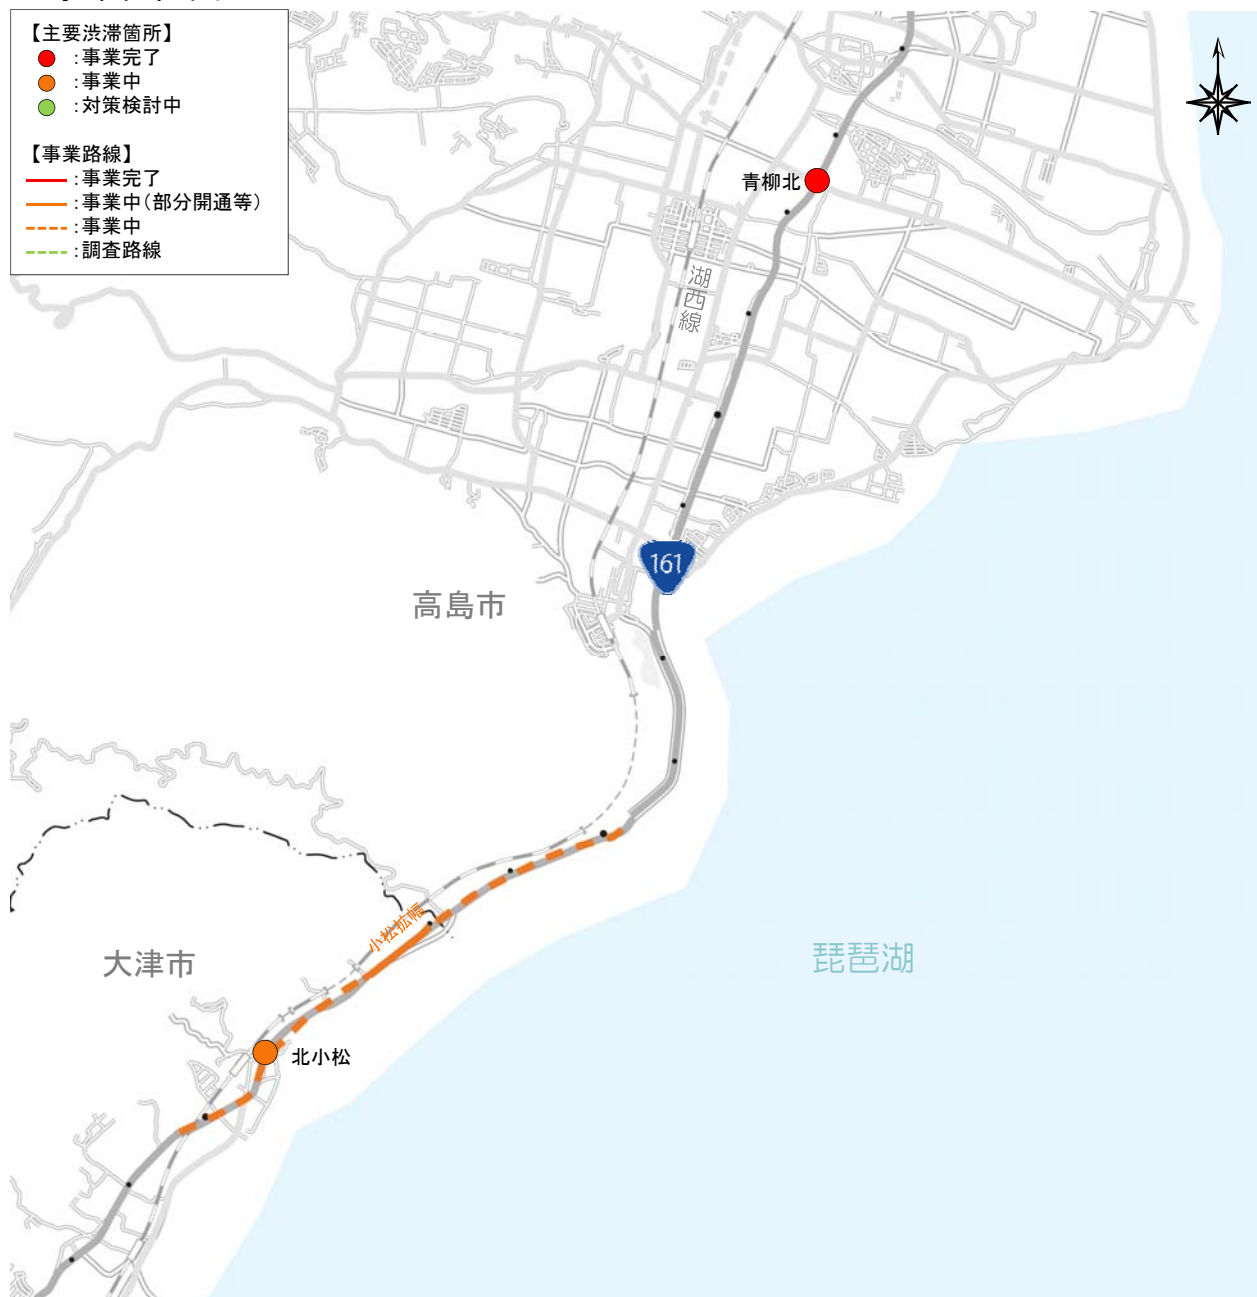 【主要渋滞箇所】
：事業完了
：事業中
：対策検討中
【事業路線】
：事業完了
：事業中（部分開通等）
：事業中
：調査路線
青柳北
湖西線
161
高島市
小松拡幅
大津市
琵琶湖
北小松